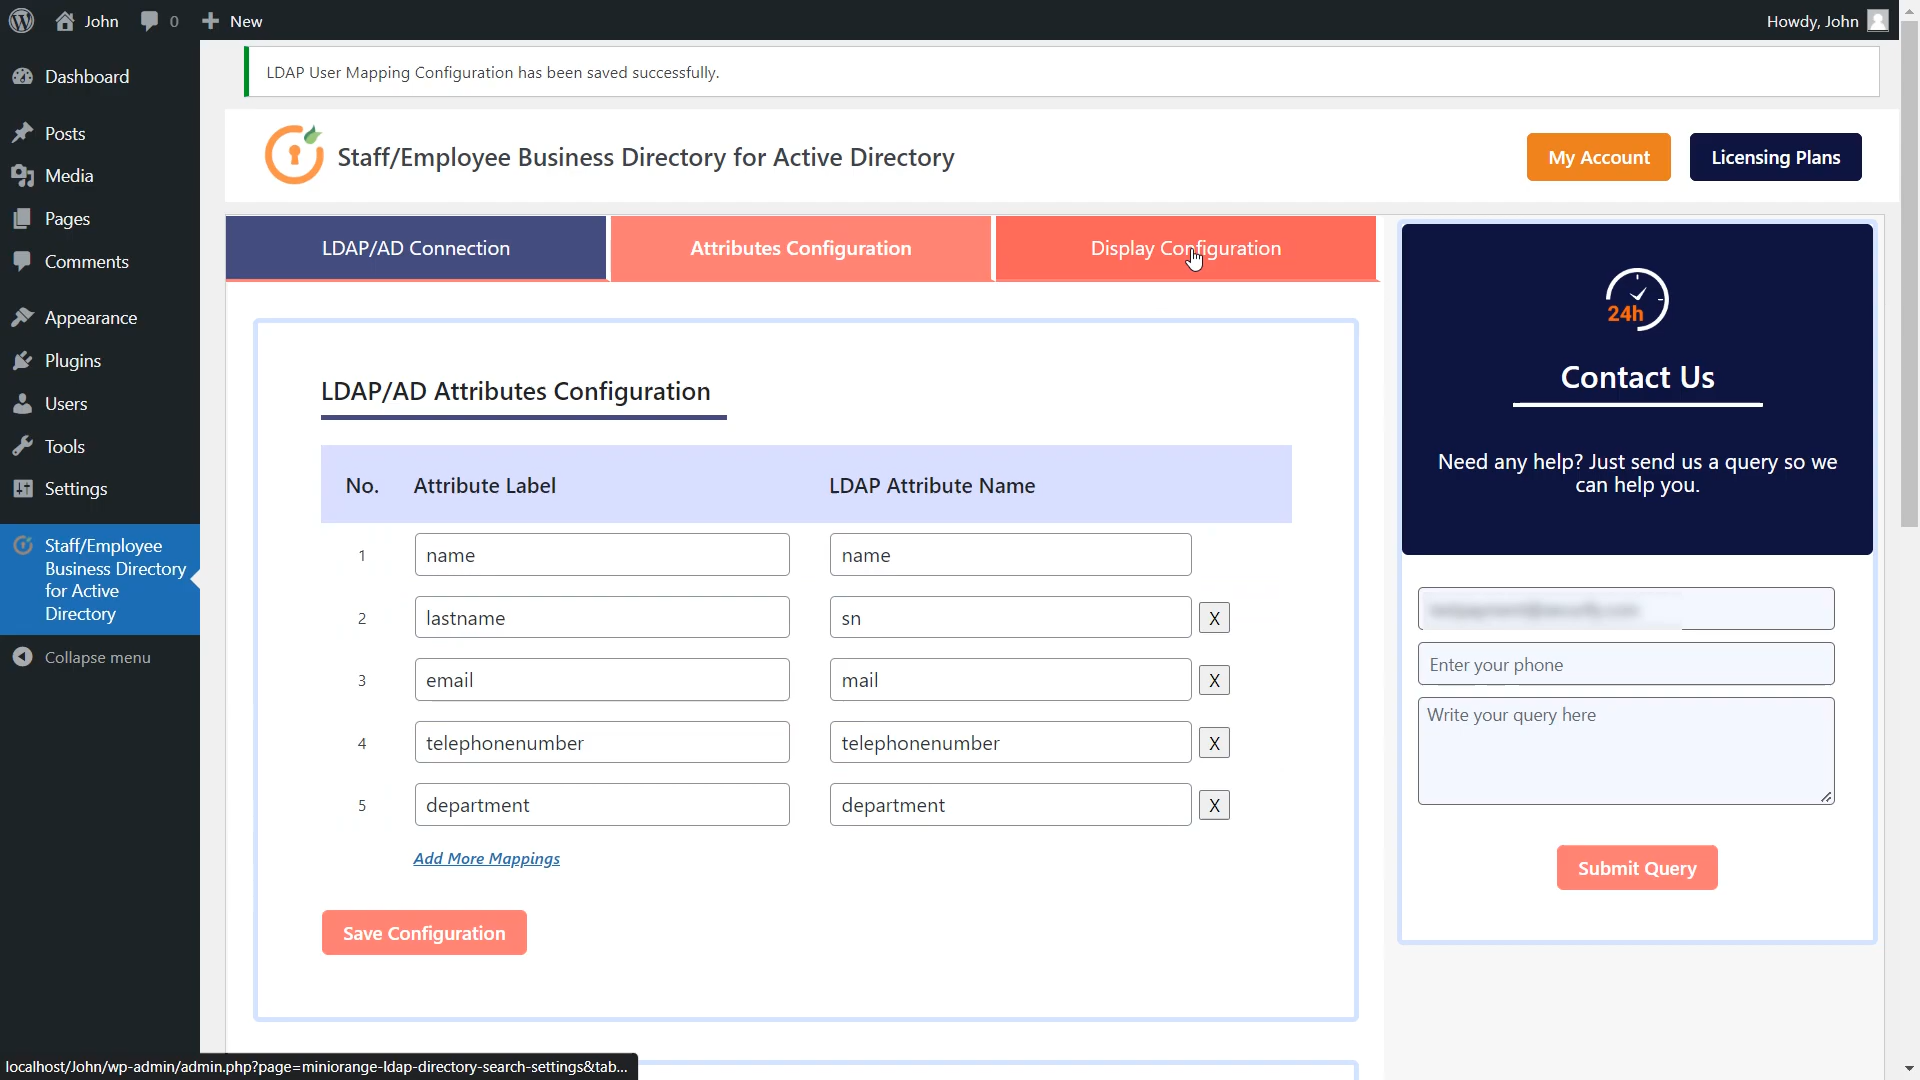 John
0
New
Howdy, John
Dashboard
Posts
Media
Pages
Comments
Appearance
Plugins
Users
Tools
Settings
Staff/Employee
Business Directory
for Active
Directory
Collapse menu
LDAP User Mapping Configuration has been saved successfully.
Staff/Employee Business Directory for Active Directory
My Account
Licensing Plans
LDAP/AD Connection
Attributes Configuration
Display Configuration
LDAP/AD Attributes Configuration
No. Attribute Label LDAP Attribute Name
1 name name
2 lastname sn X
3 email mail X
4 telephonenumber telephonenumber X
5 department department X
Add More Mappings
Save Configuration
24h
Contact Us
Need any help? Just send us a query so we
can help you.
Enter your phone
Write your query here
Submit Query
localhost/John/wp-admin/admin.php?page=miniorange-ldap-directory-search-settings&tab...